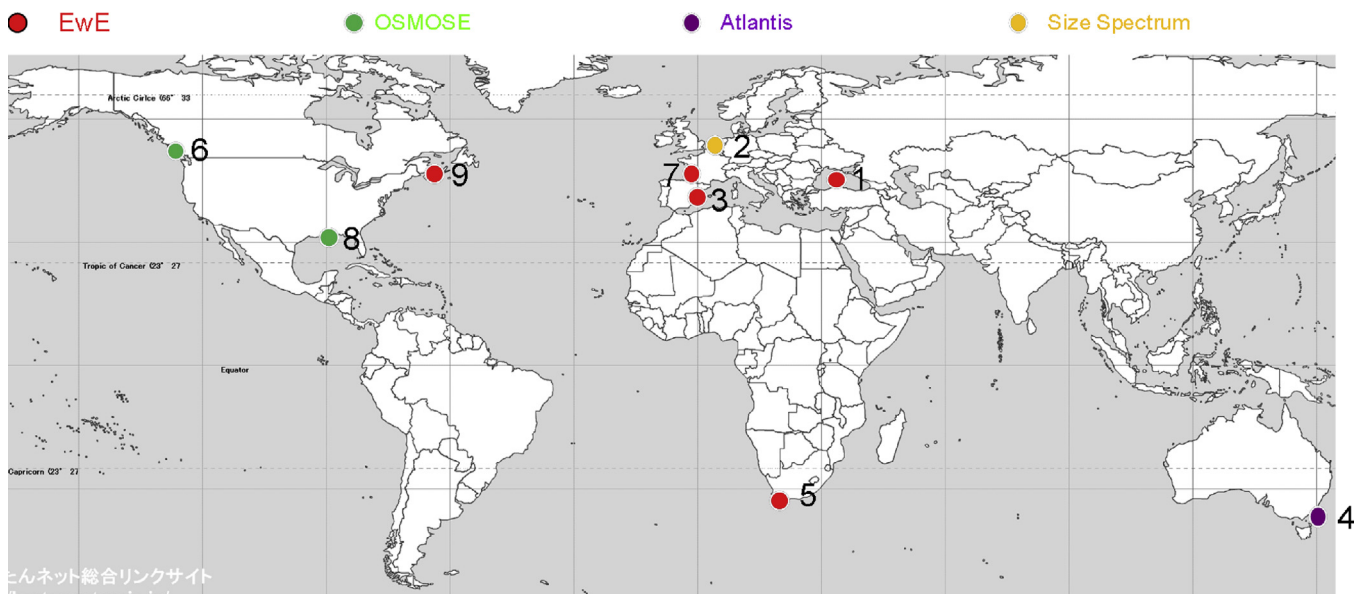 EwE OSMOSE Atlantis Size Spectrum
Arctic Cirlce (66° 33
6
2
9
7
1
3
8
Tropic of Cancer (23° 27
Equator
Capricorn (23° 27
5
4
とんネット総合リンクサイト